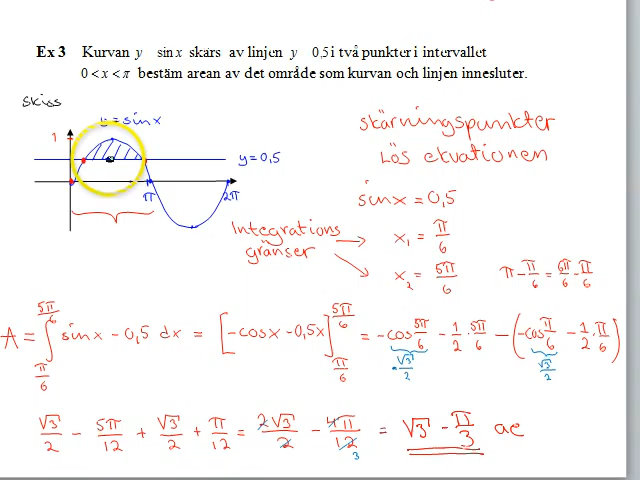 Ex 3 Kurvan y sin x skärs av linjen y 0,5 i två punkter i intervallet
0 < x < π bestäm arean av det område som kurvan och linjen innesluter.
skiss
y = sin x
1
y = 0,5
π
2π
skärningspunkter
Lös ekvationen
sin x = 0,5
Integrations
gränser
x₁ = π/6
x₂ = 5π/6
π - π/6 = 6π/6 - π/6
A = ∫_{π/6}^{5π/6} sin x - 0,5 dx = [-cos x - 0,5x]_{π/6}^{5π/6} = -cos 5π/6 - 1/2 · 5π/6 - (-cos π/6 - 1/2 · π/6)
-√3/2
√3/2
√3/2 - 5π/12 + √3/2 + π/12 = 2√3/2 - 4π/12 = √3 - π/3 ae
3